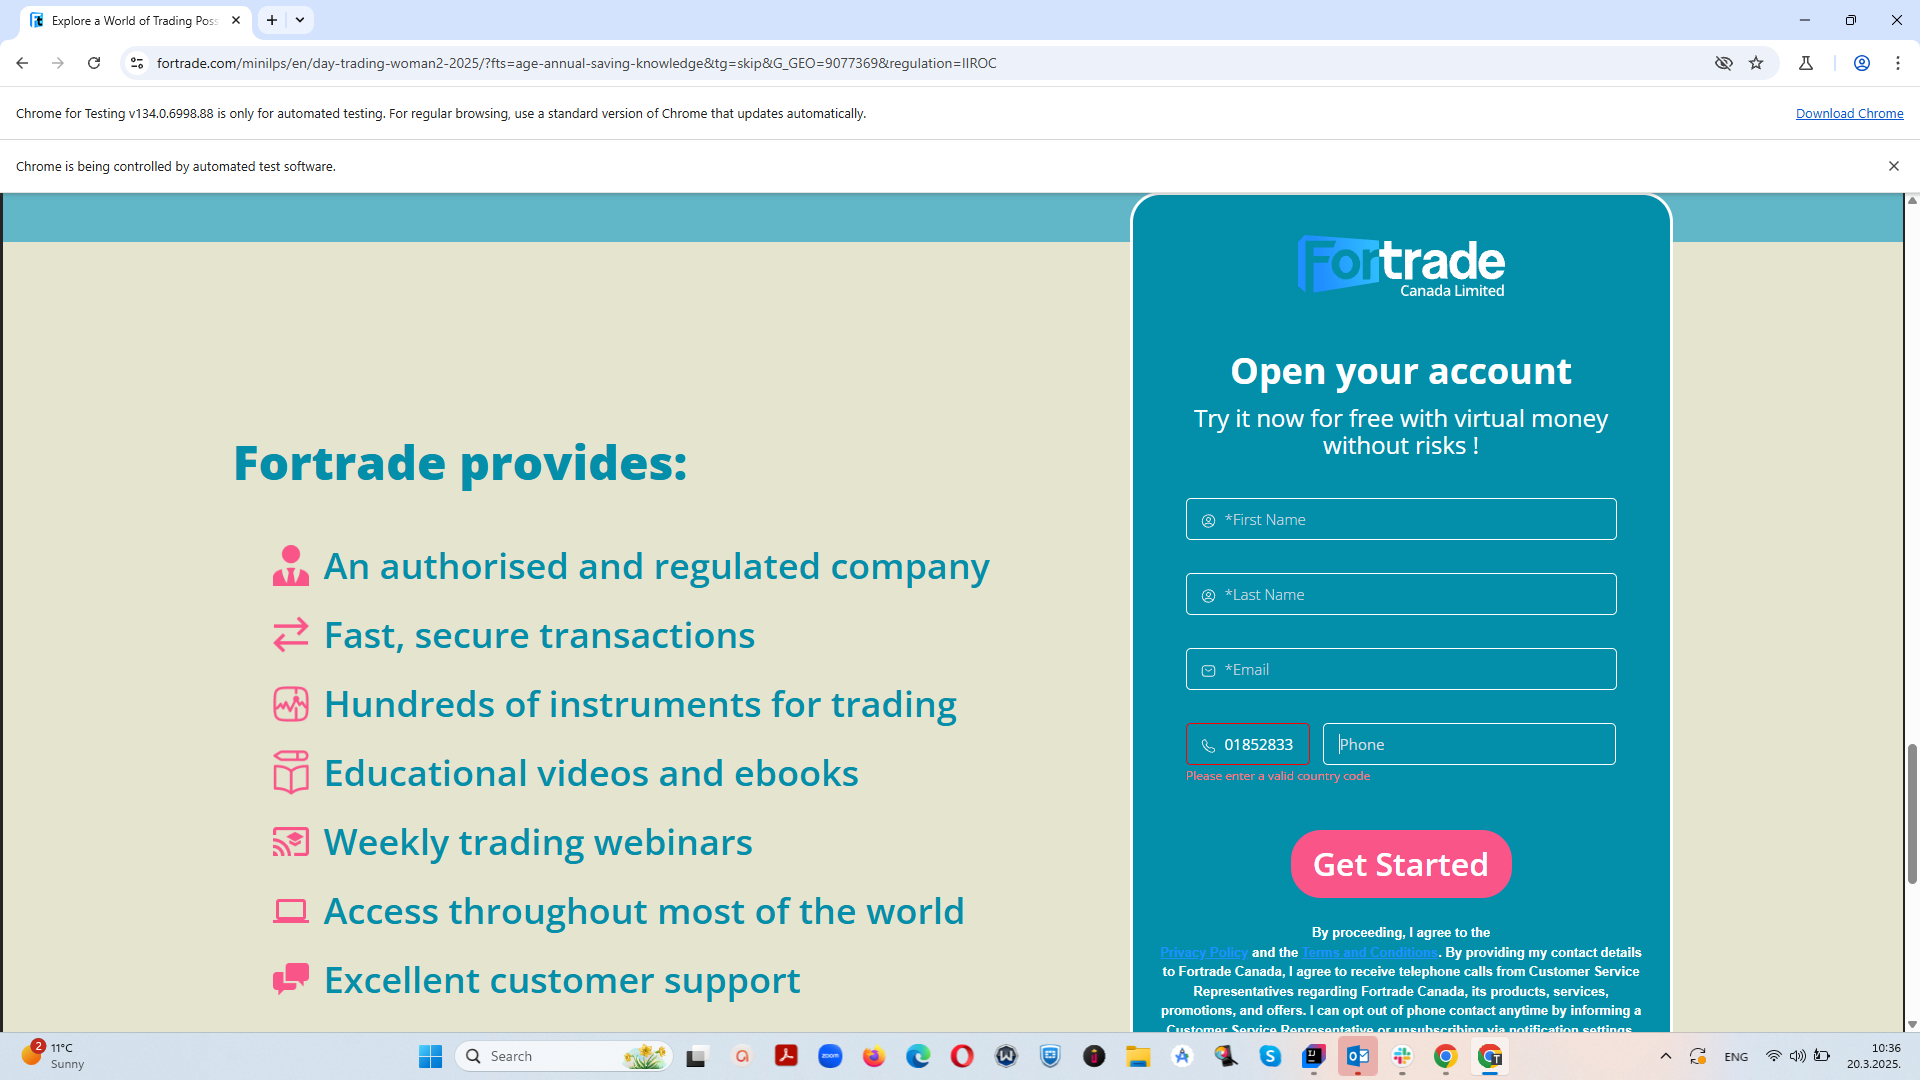 Explore a World of Trading Poss
fortrade.com/minilps/en/day-trading-woman2-2025/?fts=age-annual-saving-knowledge&tg=skip&G_GEO=9077369&regulation=IIROC
Chrome for Testing v134.0.6998.88 is only for automated testing. For regular browsing, use a standard version of Chrome that updates automatically.
Download Chrome
Chrome is being controlled by automated test software.
Fortrade provides:
An authorised and regulated company
Fast, secure transactions
Hundreds of instruments for trading
Educational videos and ebooks
Weekly trading webinars
Access throughout most of the world
Excellent customer support
Fortrade
Canada Limited
Open your account
Try it now for free with virtual money
without risks !
*First Name
*Last Name
*Email
01852833
Phone
Please enter a valid country code
Get Started
By proceeding, I agree to the
Privacy Policy and the Terms and Conditions. By providing my contact details
to Fortrade Canada, I agree to receive telephone calls from Customer Service
Representatives regarding Fortrade Canada, its products, services,
promotions, and offers. I can opt out of phone contact anytime by informing a
Customer Service Representative or unsubscribing via notification settings.
2
11°C
Sunny
Search
zoom
ENG
10:36
20.3.2025.